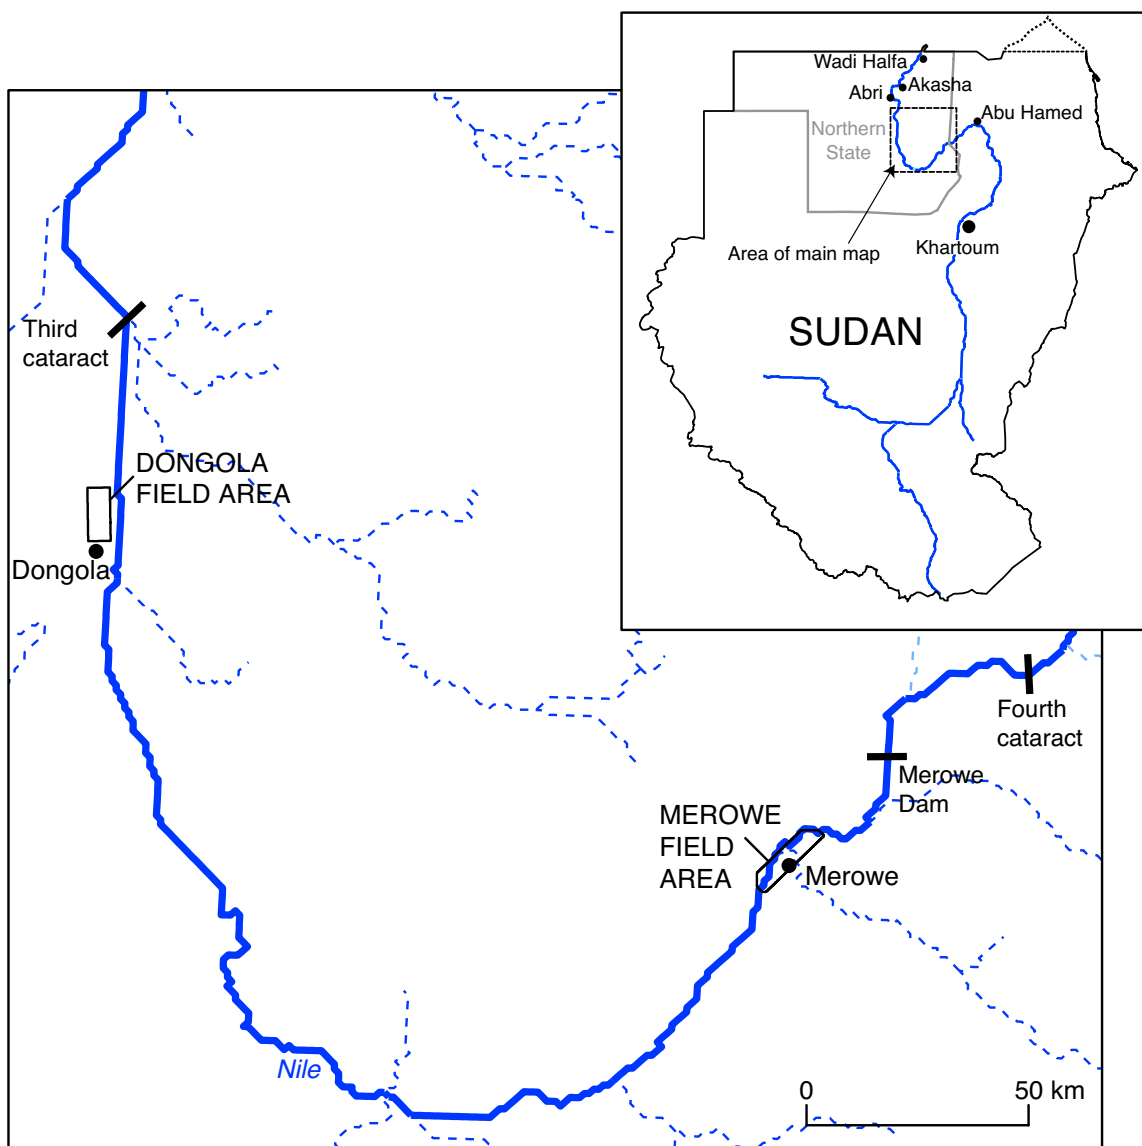 Wadi Halfa
Akasha
Abri
Abu Hamed
Northern
State
Khartoum
Area of main map
SUDAN
Third
cataract
DONGOLA
FIELD AREA
Dongola
Fourth
cataract
Merowe
Dam
MEROWE
FIELD
AREA
Merowe
Nile
0 50 km